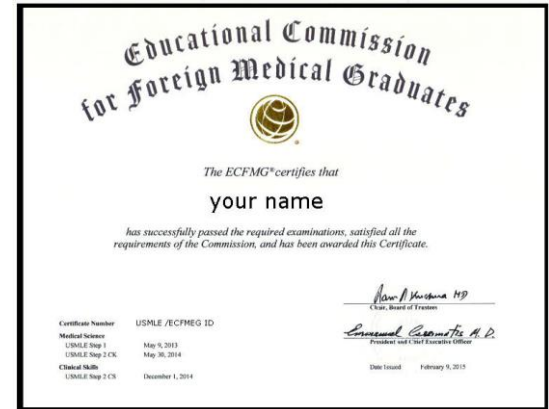 Educational Commission
for Foreign Medical Graduates
The ECFMG® certifies that
your name
has successfully passed the required examinations, satisfied all the
requirements of the Commission, and has been awarded this Certificate.
Chair, Board of Trustees
M.D.
President and Chief Executive Officer
Certificate Number USMLE /ECFMEG ID
Medical Science
USMLE Step 1 May 9, 2013
USMLE Step 2 CK May 30, 2014
Clinical Skills
USMLE Step 2 CS December 1, 2014
Date Issued February 9, 2015